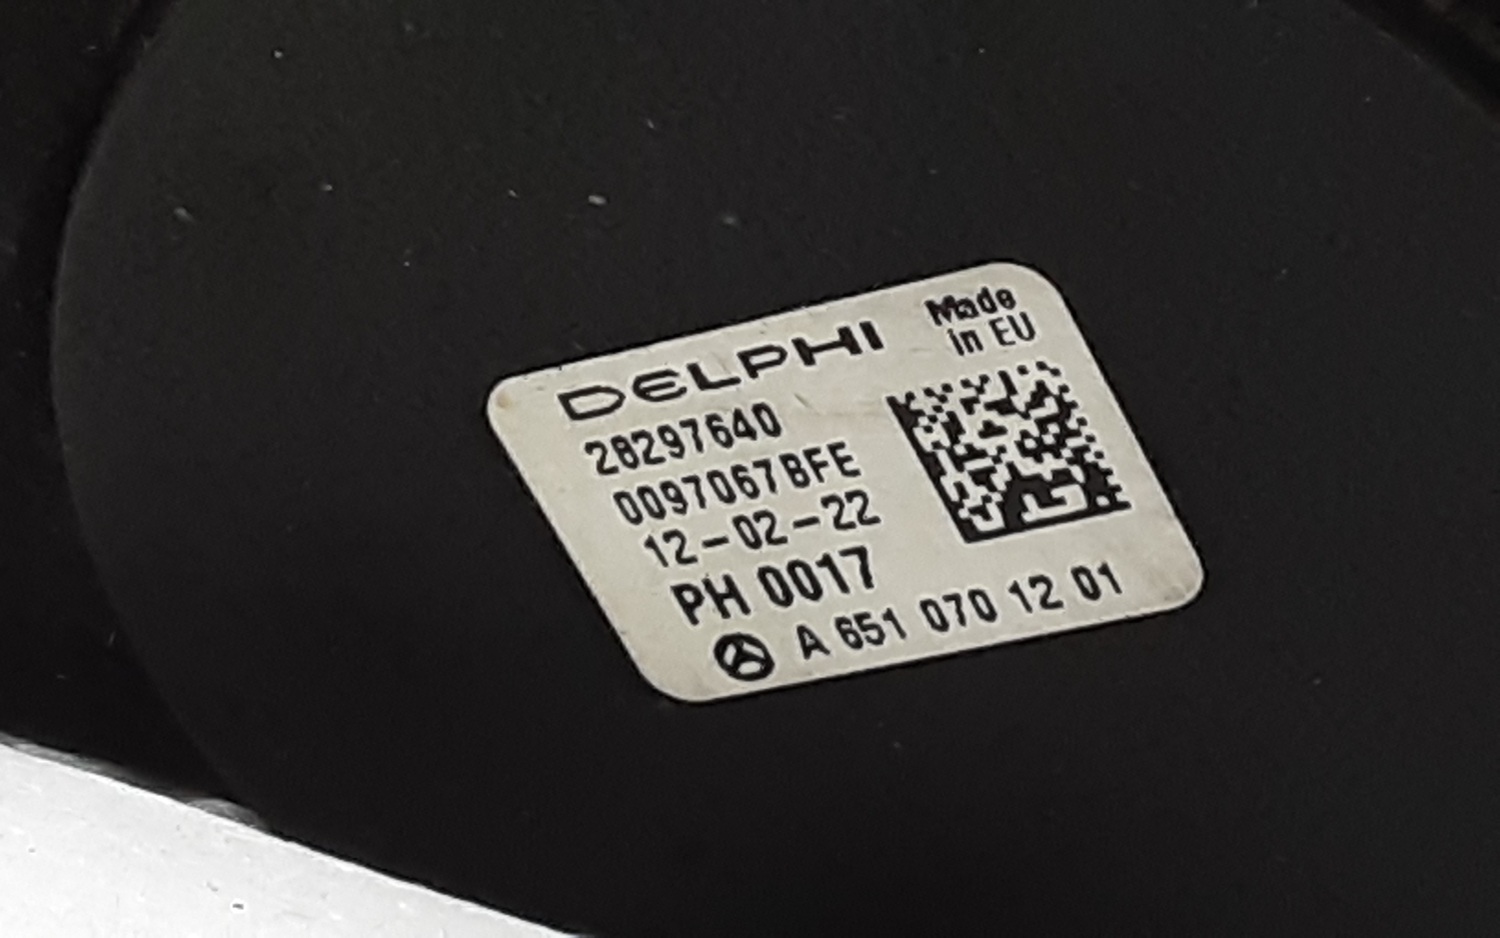 DELPHI
Made
in EU
28297640
0097067BFE
12-02-22
PH 0017
A 651 070 12 01